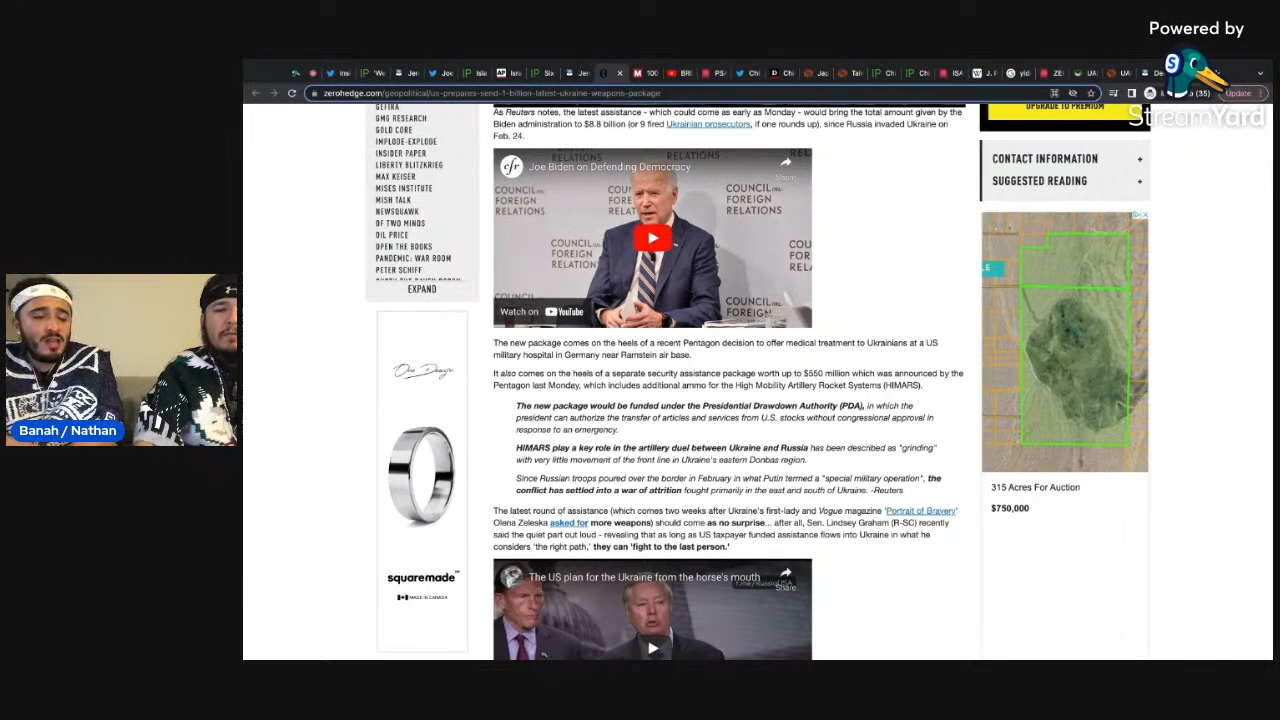 Powered by
StreamYard
zerohedge.com/geopolitical/us-prepares-send-1-billion-latest-ukraine-weapons-package
Update
GEFIRA
GMG RESEARCH
GOLD CORE
IMPLODE-EXPLODE
INSIDER PAPER
LIBERTY BLITZKRIEG
MAX KEISER
MISES INSTITUTE
MISH TALK
NEWSQUAWK
OF TWO MINDS
OIL PRICE
OPEN THE BOOKS
PANDEMIC: WAR ROOM
PETER SCHIFF
EXPAND
As Reuters notes, the latest assistance - which could come as early as Monday - would bring the total amount given by the
Biden administration to $8.8 billion (or 9 fired Ukrainian prosecutors, if one rounds up), since Russia invaded Ukraine on
Feb. 24.
cfr
Joe Biden on Defending Democracy
Share
COUNCIL on
FOREIGN
RELATIONS
Watch on YouTube
UPGRADE TO PREMIUM
CONTACT INFORMATION +
SUGGESTED READING +
315 Acres For Auction
$750,000
One Design
squaremade
MADE IN CANADA
Banah / Nathan
The new package comes on the heels of a recent Pentagon decision to offer medical treatment to Ukrainians at a US
military hospital in Germany near Ramstein air base.
It also comes on the heels of a separate security assistance package worth up to $550 million which was announced by the
Pentagon last Monday, which includes additional ammo for the High Mobility Artillery Rocket Systems (HIMARS).
The new package would be funded under the Presidential Drawdown Authority (PDA), in which the
president can authorize the transfer of articles and services from U.S. stocks without congressional approval in
response to an emergency.
HIMARS play a key role in the artillery duel between Ukraine and Russia has been described as "grinding"
with very little movement of the front line in Ukraine's eastern Donbas region.
Since Russian troops poured over the border in February in what Putin termed a "special military operation", the
conflict has settled into a war of attrition fought primarily in the east and south of Ukraine. -Reuters
The latest round of assistance (which comes two weeks after Ukraine's first-lady and Vogue magazine 'Portrait of Bravery'
Olena Zeleska asked for more weapons) should come as no surprise... after all, Sen. Lindsey Graham (R-SC) recently
said the quiet part out loud - revealing that as long as US taxpayer funded assistance flows into Ukraine in what he
considers 'the right path,' they can 'fight to the last person.'
The US plan for the Ukraine from the horse's mouth
Share